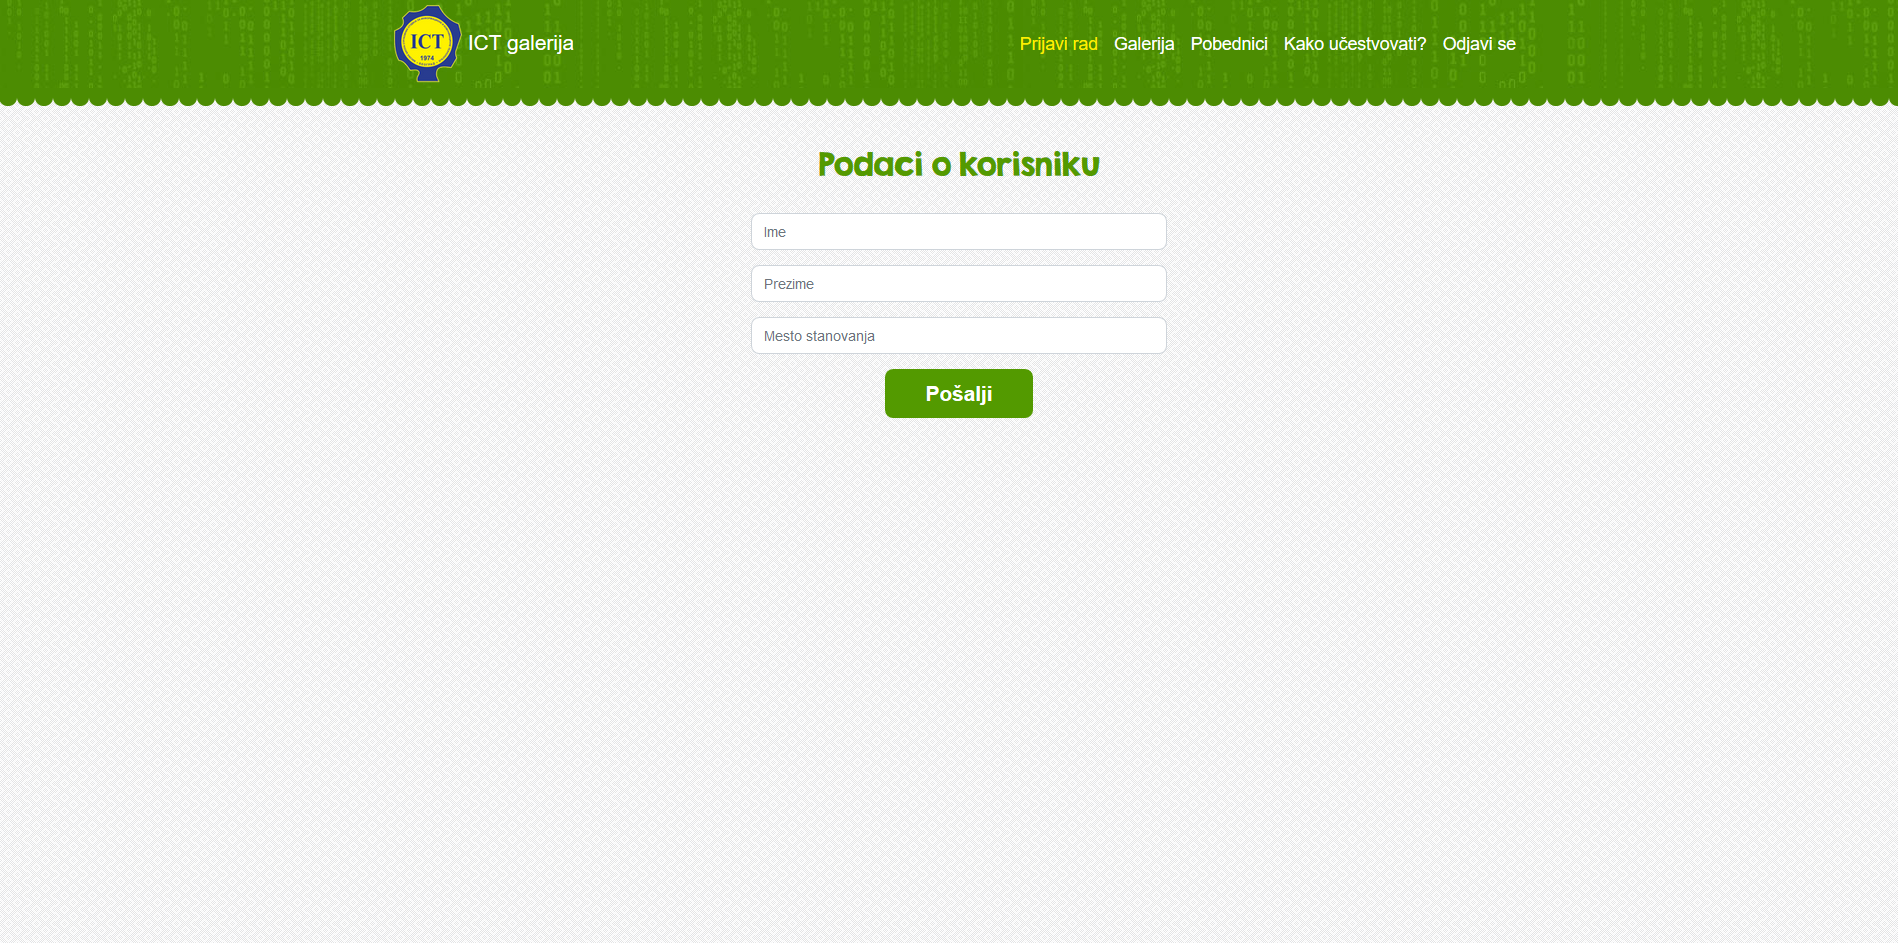 ICT
1974
ICT galerija
Prijavi rad
Galerija
Pobednici
Kako učestvovati?
Odjavi se
Podaci o korisniku
Ime
Prezime
Mesto stanovanja
Pošalji